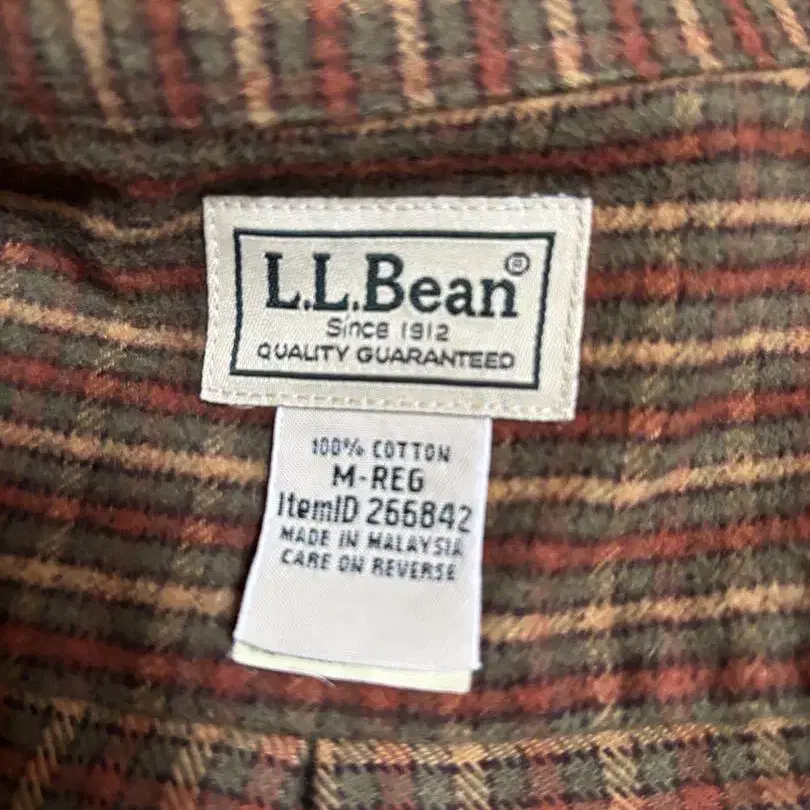 L.L.Bean®
Since 1912
QUALITY GUARANTEED
100% COTTON
M-REG
ItemID 266842
MADE IN MALAYSIA
CARE ON REVERSE